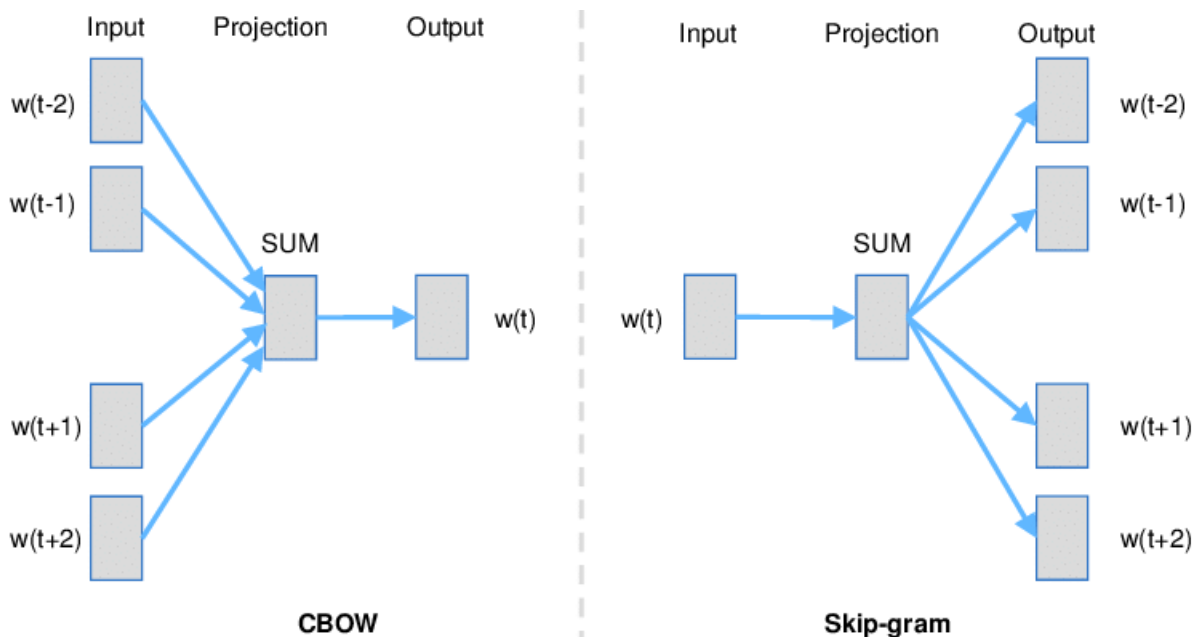 Input Projection Output
w(t-2)
w(t-1)
SUM
w(t)
w(t+1)
w(t+2)
CBOW
Input Projection Output
w(t-2)
w(t-1)
SUM
w(t)
w(t+1)
w(t+2)
Skip-gram